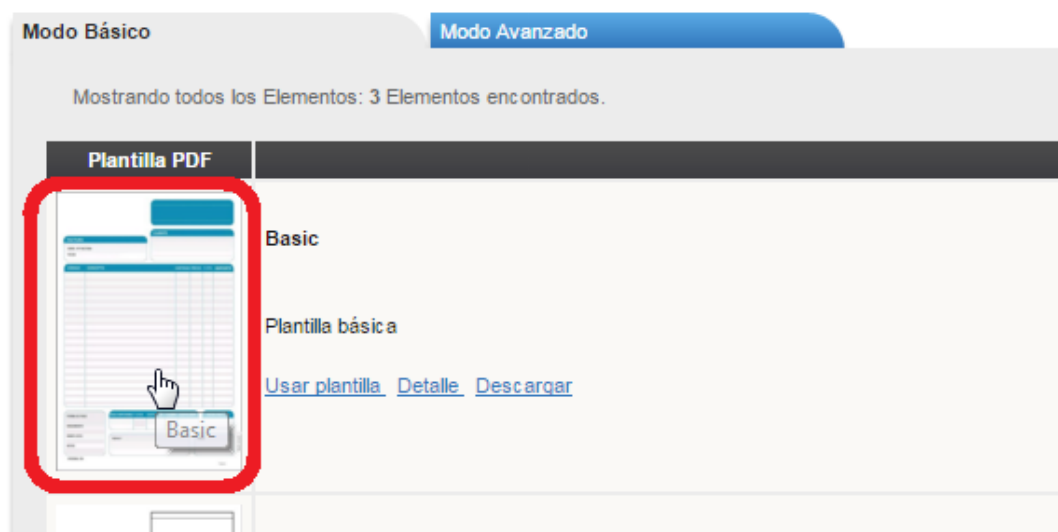 Modo Básico
Modo Avanzado
Mostrando todos los Elementos: 3 Elementos encontrados.
Plantilla PDF
Basic
Plantilla básica
Usar plantilla Detalle Descargar
Basic